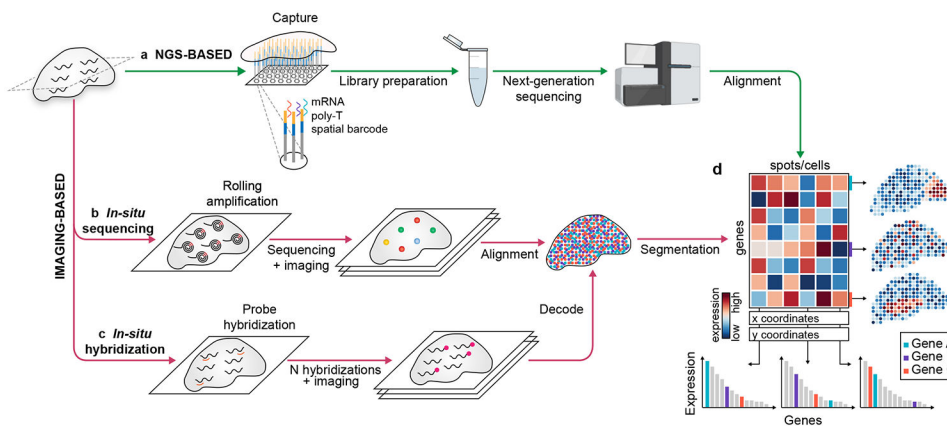 Capture
a NGS-BASED
Library preparation
Next-generation
sequencing
Alignment
mRNA
poly-T
spatial barcode
IMAGING-BASED
b In-situ
sequencing
Rolling
amplification
Sequencing
+ imaging
Alignment
Segmentation
c In-situ
hybridization
Probe
hybridization
N hybridizations
+ imaging
Decode
d
spots/cells
genes
expression
low high
x coordinates
y coordinates
Expression
Genes
Gene
Gene
Gene